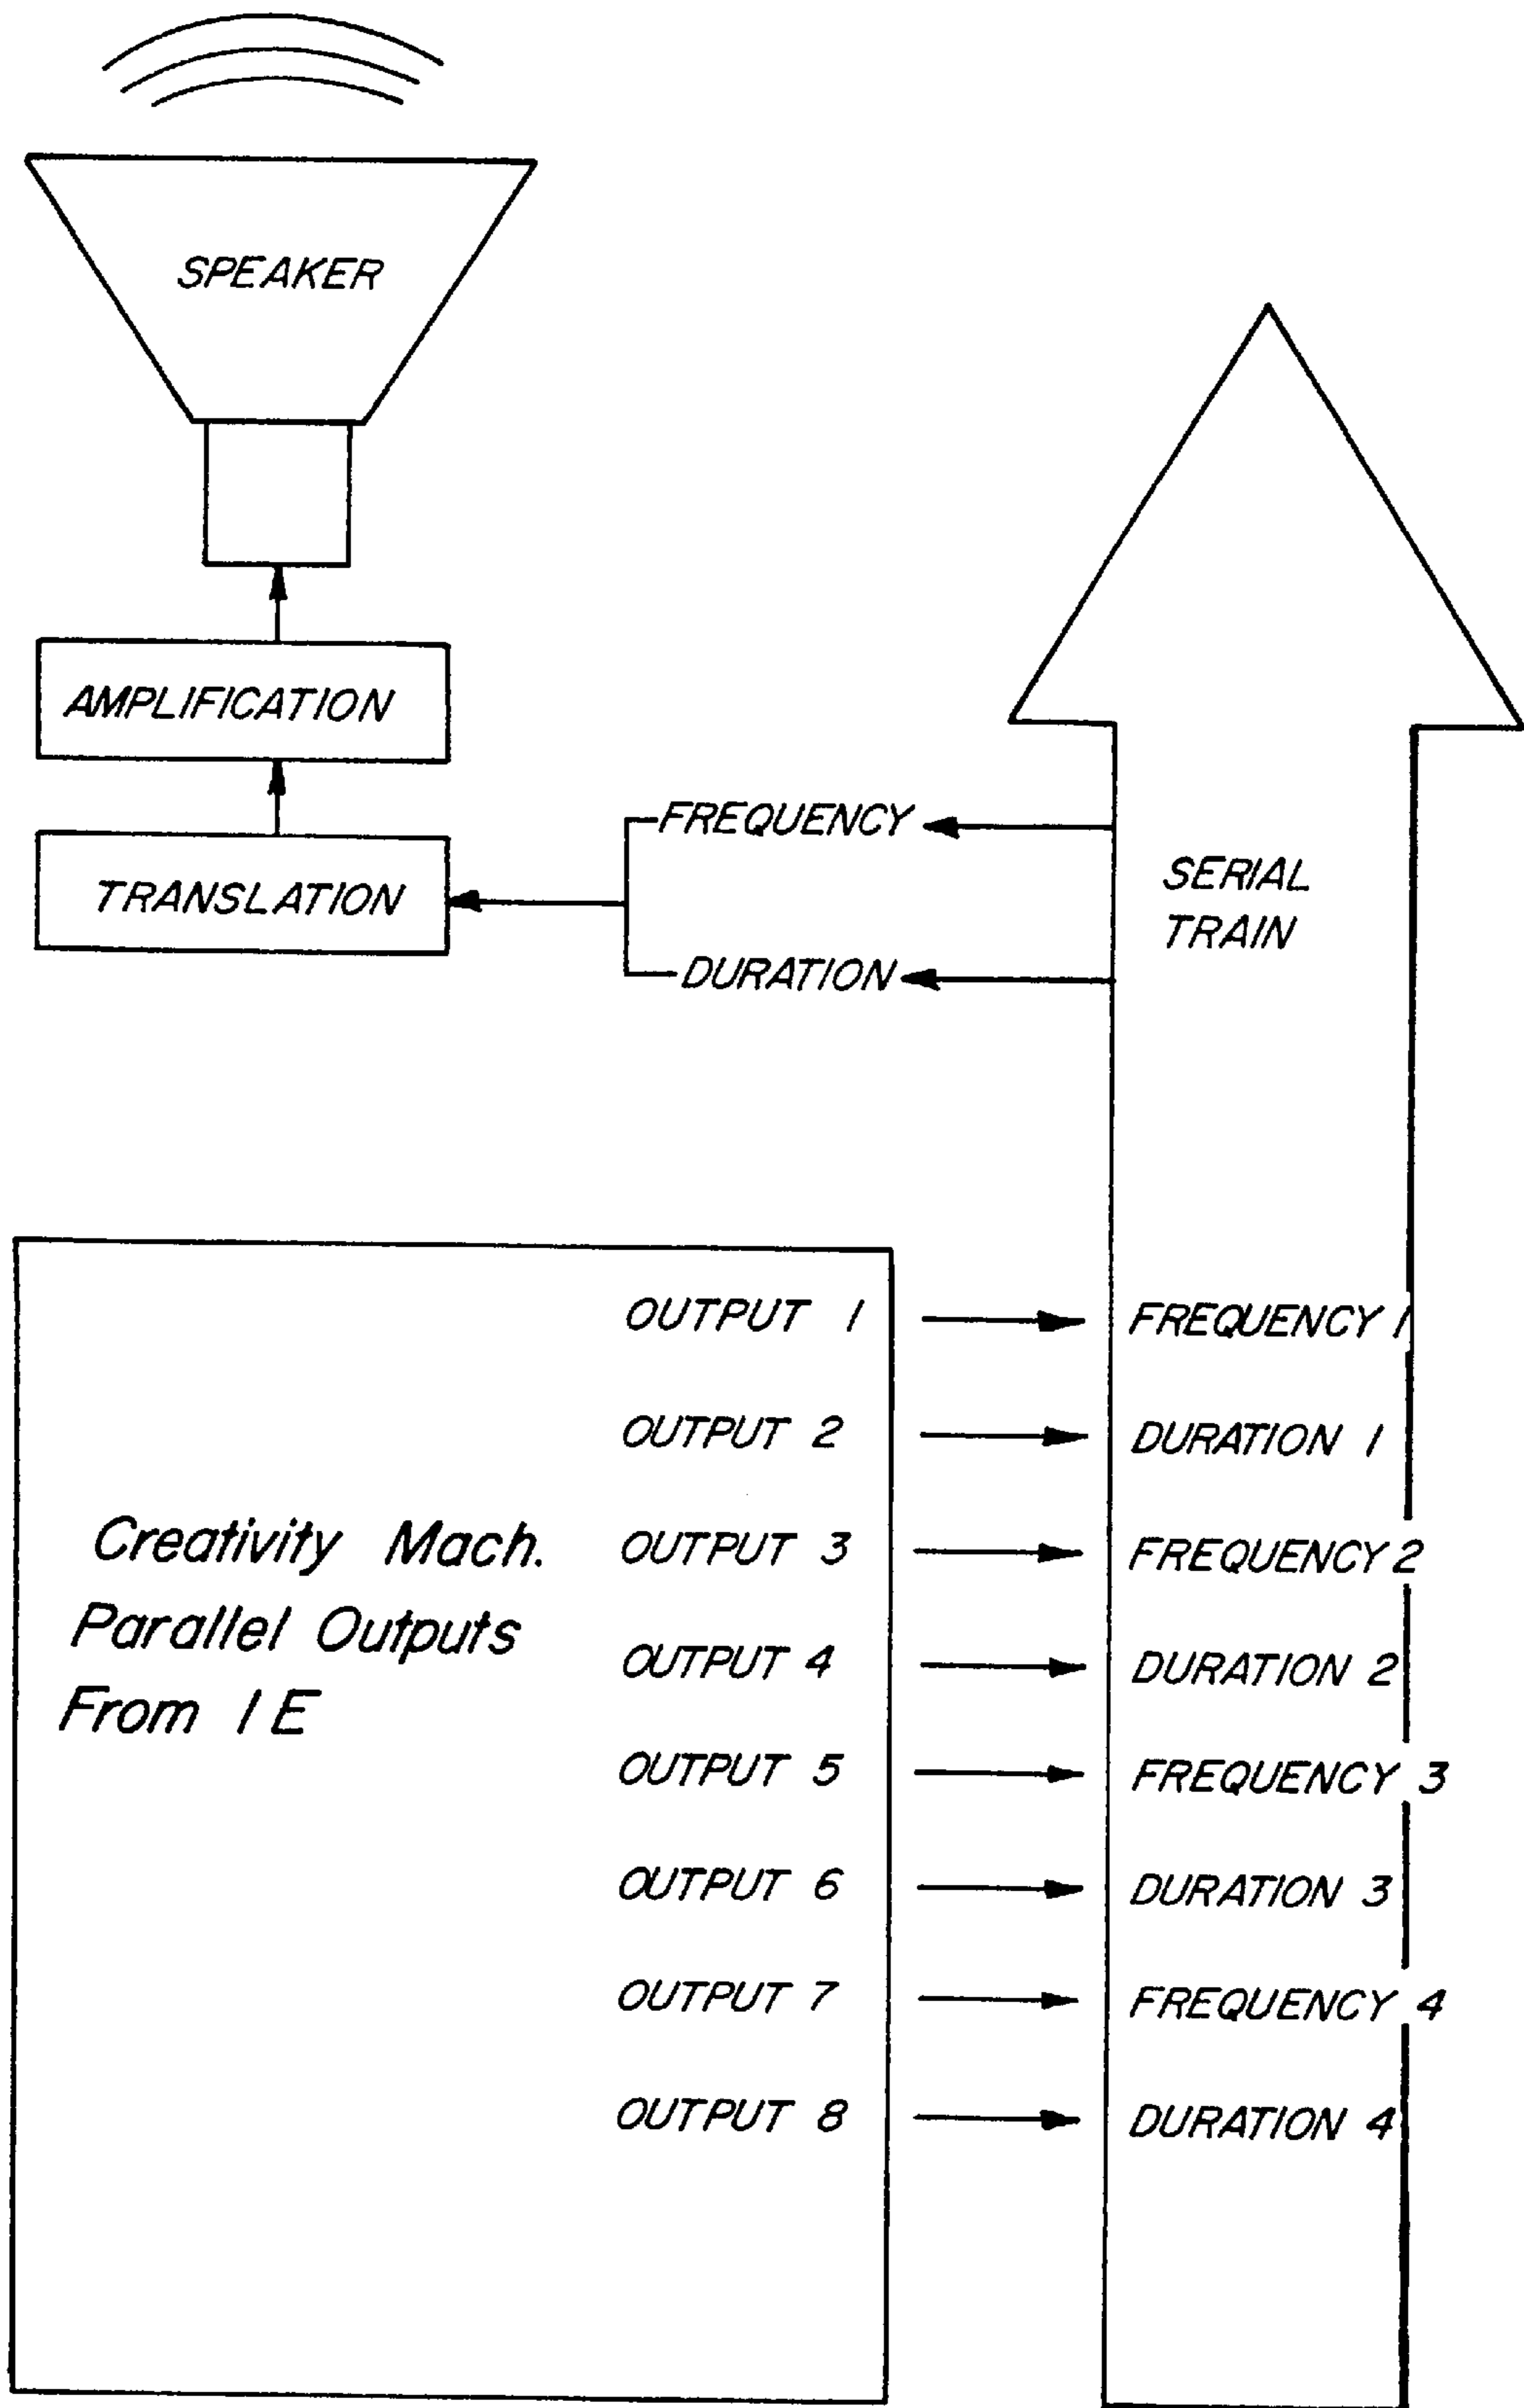 SPEAKER
AMPLIFICATION
TRANSLATION
FREQUENCY
DURATION
SERIAL
TRAIN
Creativity Mach.
Parallel Outputs
From IE
OUTPUT 1
FREQUENCY 1
OUTPUT 2
DURATION 1
OUTPUT 3
FREQUENCY 2
OUTPUT 4
DURATION 2
OUTPUT 5
FREQUENCY 3
OUTPUT 6
DURATION 3
OUTPUT 7
FREQUENCY 4
OUTPUT 8
DURATION 4